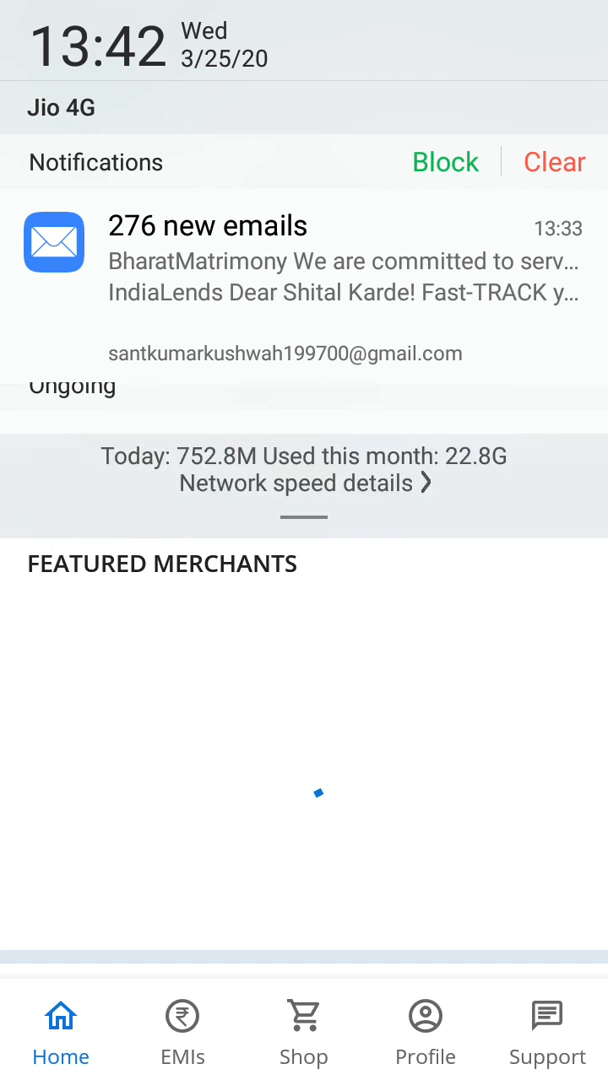 13:42 Wed
3/25/20
Jio 4G
Notifications Block Clear
276 new emails 13:33
BharatMatrimony We are committed to serv...
IndiaLends Dear Shital Karde! Fast-TRACK y...
santkumarkushwah199700@gmail.com
Ongoing
Today: 752.8M Used this month: 22.8G
Network speed details
FEATURED MERCHANTS
Home EMIs Shop Profile Support